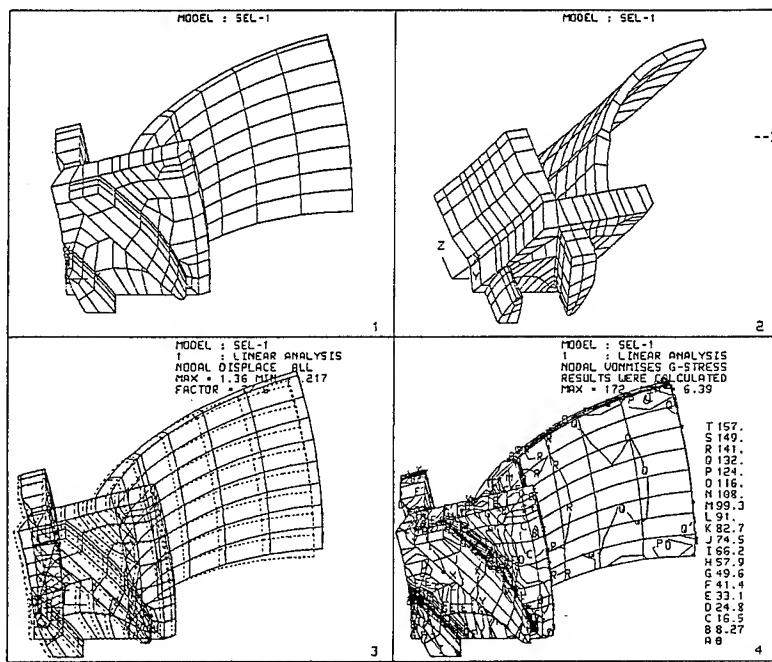 MODEL : SEL-1
1
MODEL : SEL-1
Z
2
MODEL : SEL-1
1 : LINEAR ANALYSIS
NODAL DISPLACE ALL
MAX = 1.36 MIN .217
FACTOR =
3
MODEL : SEL-1
1 : LINEAR ANALYSIS
NODAL VONMISES G-STRESS
RESULTS WERE CALCULATED
MAX = 172 6.39
T 157.
S 149.
R 141.
Q 132.
P 124.
O 116.
N 108.
M 99.3
L 91.
K 82.7
J 74.5
I 66.2
H 57.9
G 49.6
F 41.4
E 33.1
D 24.8
C 16.5
B 8.27
A 0
4